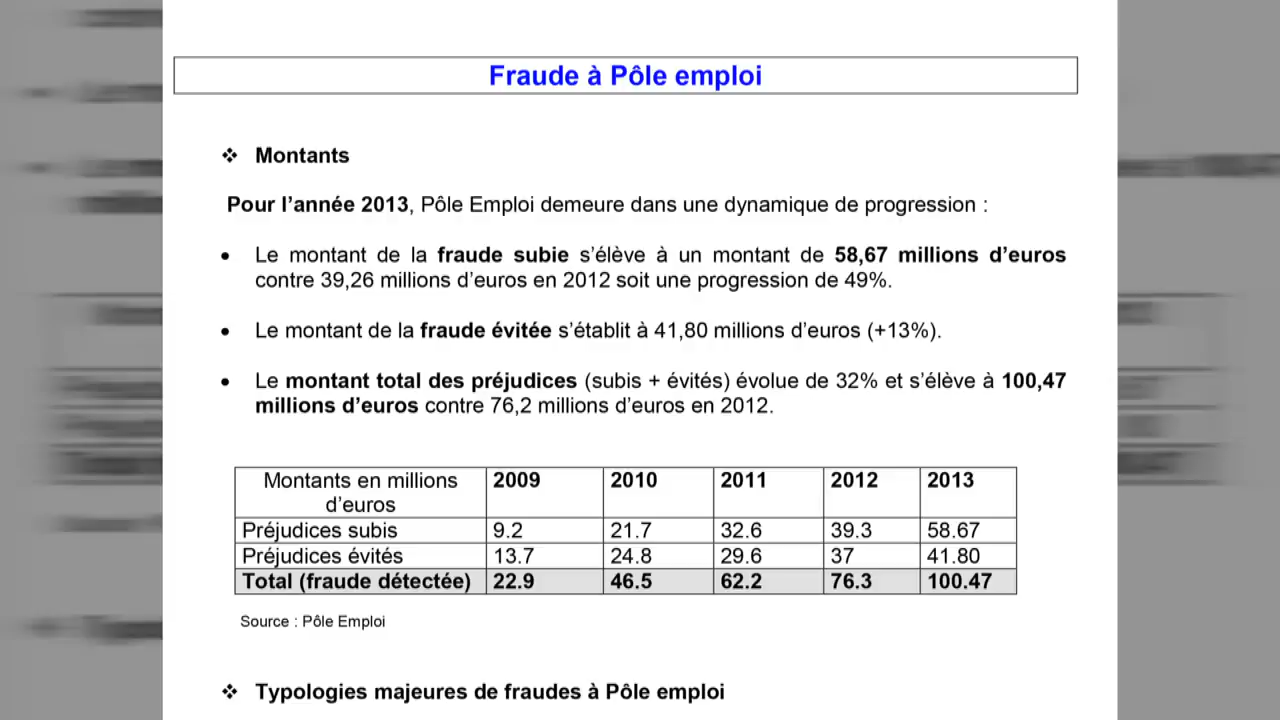 Fraude à Pôle emploi
❖ Montants
Pour l’année 2013, Pôle Emploi demeure dans une dynamique de progression :
• Le montant de la fraude subie s’élève à un montant de 58,67 millions d’euros
contre 39,26 millions d’euros en 2012 soit une progression de 49%.
• Le montant de la fraude évitée s’établit à 41,80 millions d’euros (+13%).
• Le montant total des préjudices (subis + évités) évolue de 32% et s’élève à 100,47
millions d’euros contre 76,2 millions d’euros en 2012.
Montants en millions d’euros 2009 2010 2011 2012 2013
Préjudices subis 9.2 21.7 32.6 39.3 58.67
Préjudices évités 13.7 24.8 29.6 37 41.80
Total (fraude détectée) 22.9 46.5 62.2 76.3 100.47
Source : Pôle Emploi
❖ Typologies majeures de fraudes à Pôle emploi